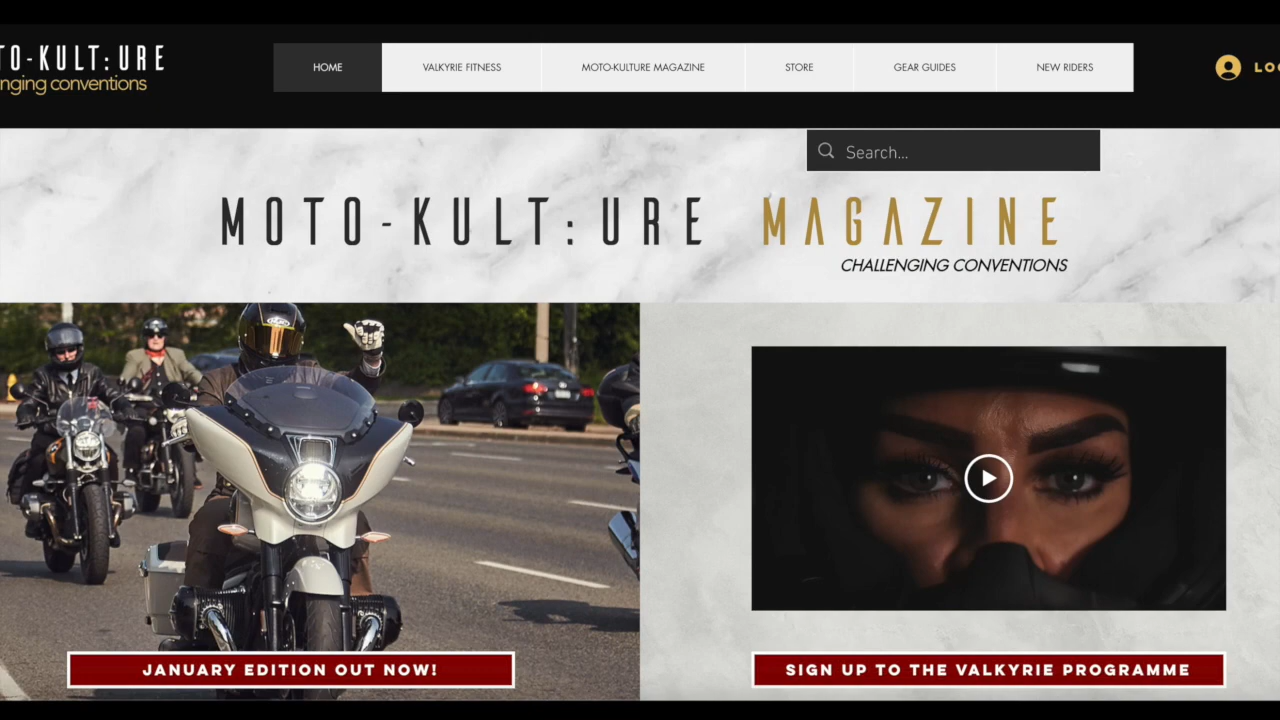 TO-KULT:URE
nging conventions
HOME
VALKYRIE FITNESS
MOTO-KULTURE MAGAZINE
STORE
GEAR GUIDES
NEW RIDERS
LO
Search...
MOTO-KULT:URE MAGAZINE
CHALLENGING CONVENTIONS
JANUARY EDITION OUT NOW!
SIGN UP TO THE VALKYRIE PROGRAMME